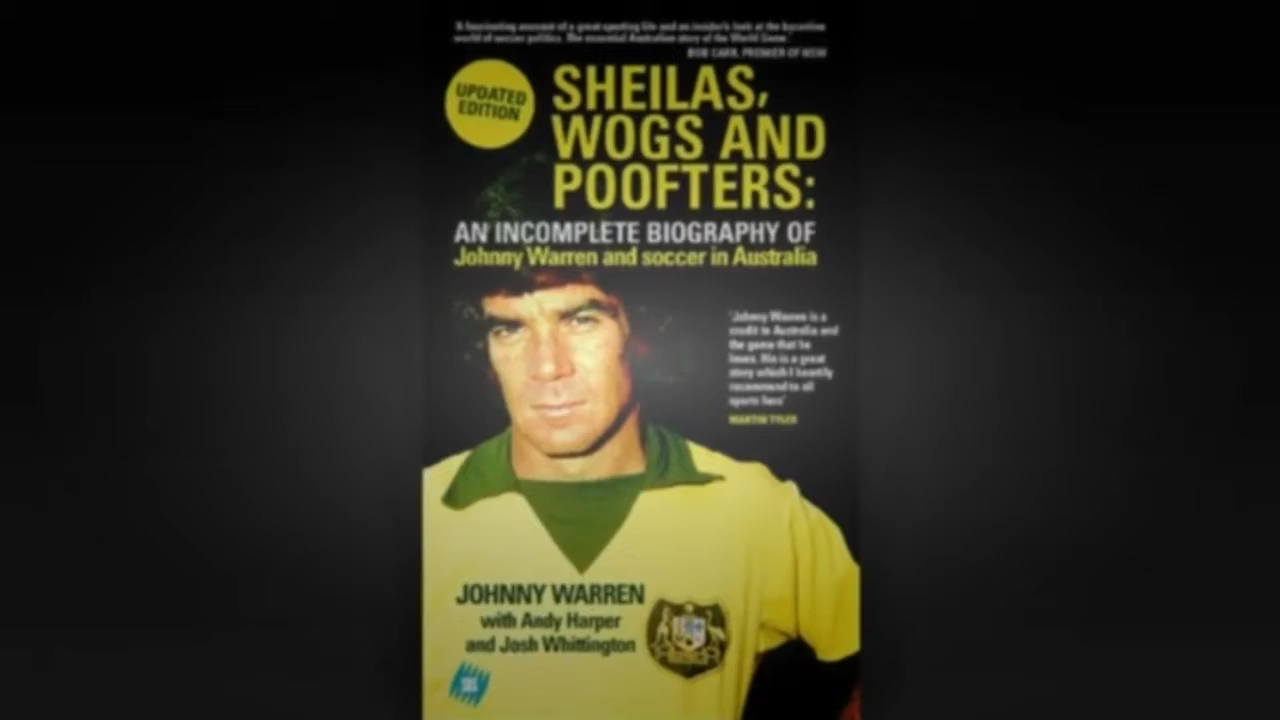 'A fascinating account of a great sporting life and an insider's look at the byzantine
world of soccer politics. The essential Australian story of the World Game.'
BOB CARR, PREMIER OF NSW
UPDATED
EDITION
SHEILAS,
WOGS AND
POOFTERS:
AN INCOMPLETE BIOGRAPHY OF
Johnny Warren and soccer in Australia
'Johnny Warren is a
credit to Australia and
the game that he
loves. His is a great
story which I heartily
recommend to all
sports fans'
MARTIN TYLER
JOHNNY WARREN
with Andy Harper
and Josh Whittington